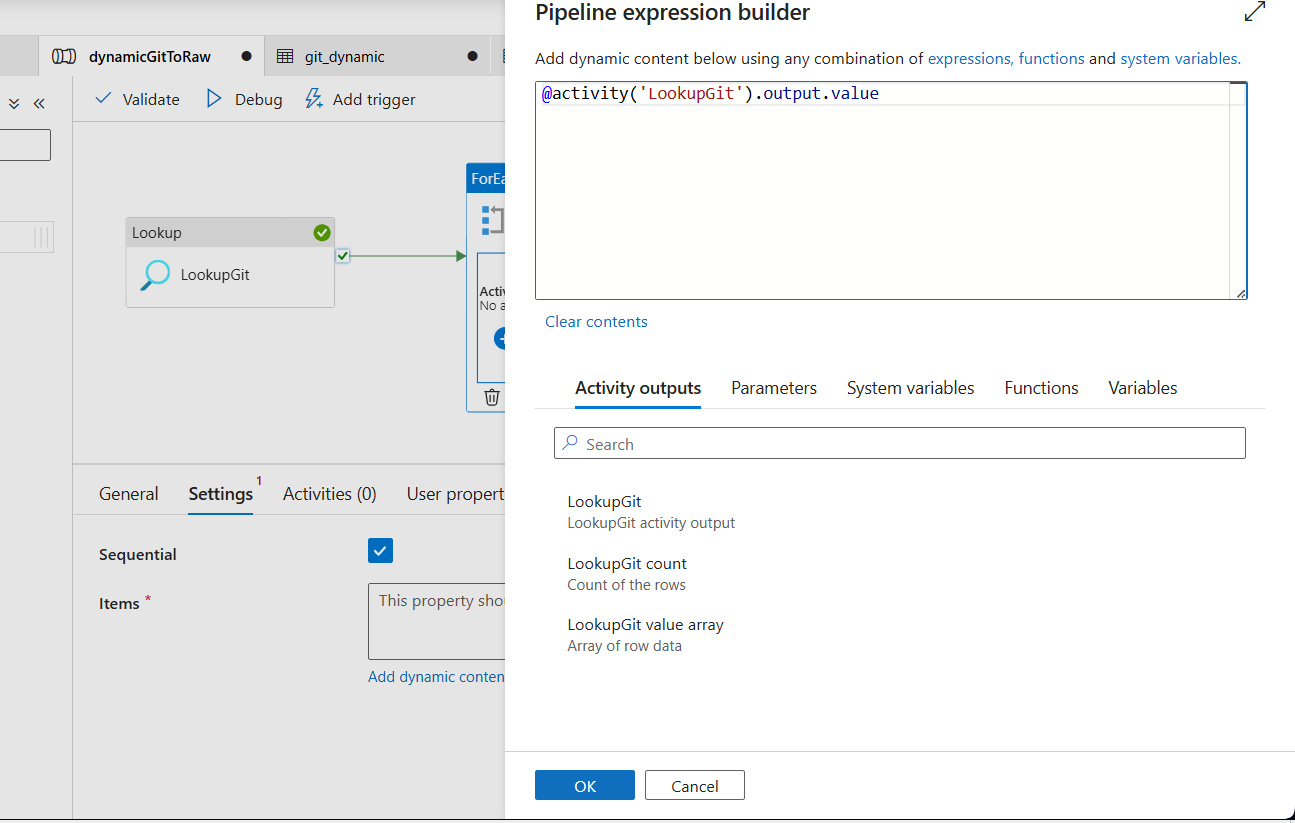 Pipeline expression builder
dynamicGitToRaw
git_dynamic
Add dynamic content below using any combination of expressions, functions and system variables.
Validate
Debug
Add trigger
@activity('LookupGit').output.value
ForEa
Lookup
LookupGit
Activ
No a
Clear contents
Activity outputs
Parameters
System variables
Functions
Variables
Search
General
Settings
1
Activities (0)
User propert
LookupGit
LookupGit activity output
Sequential
LookupGit count
Count of the rows
Items *
This property shou
LookupGit value array
Array of row data
Add dynamic conten
OK
Cancel